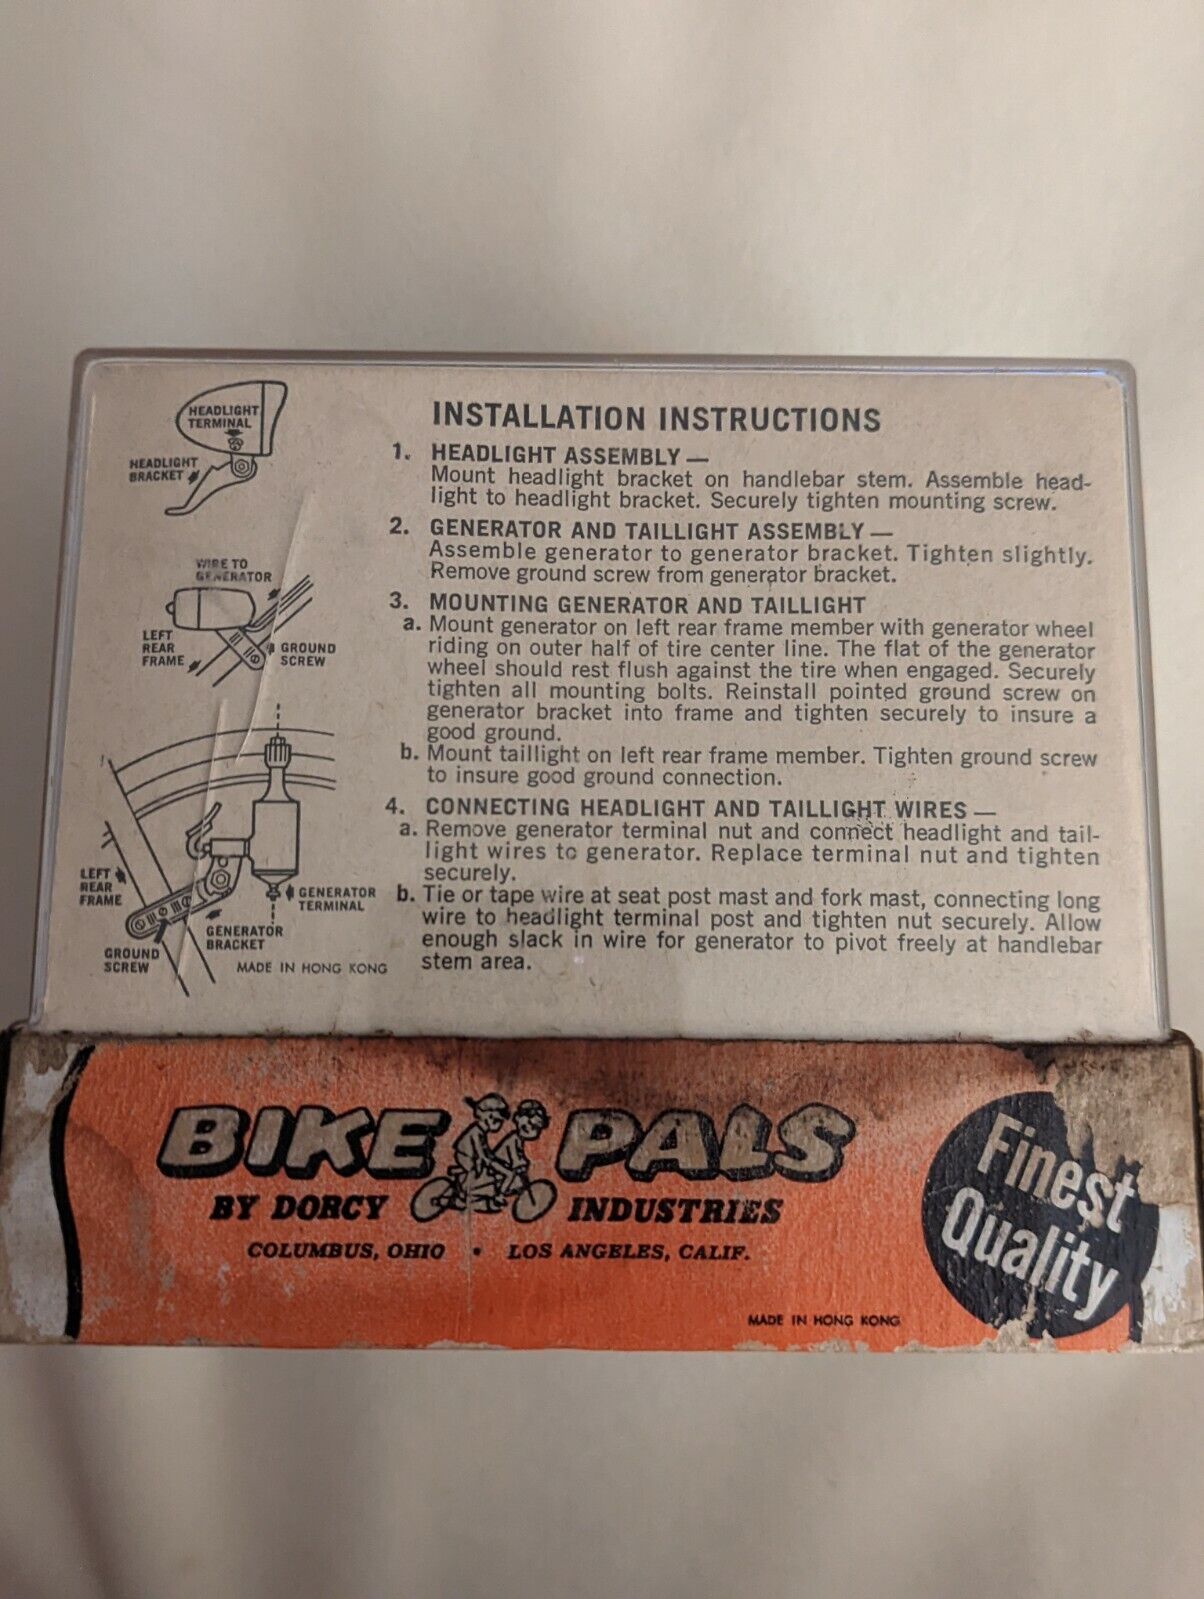 HEADLIGHT
TERMINAL
HEADLIGHT
BRACKET
WIRE TO
GENERATOR
LEFT
REAR
FRAME
GROUND
SCREW
LEFT
REAR
FRAME
GENERATOR
TERMINAL
GENERATOR
BRACKET
GROUND
SCREW
MADE IN HONG KONG
INSTALLATION INSTRUCTIONS
1. HEADLIGHT ASSEMBLY —
Mount headlight bracket on handlebar stem. Assemble head-
light to headlight bracket. Securely tighten mounting screw.
2. GENERATOR AND TAILLIGHT ASSEMBLY —
Assemble generator to generator bracket. Tighten slightly.
Remove ground screw from generator bracket.
3. MOUNTING GENERATOR AND TAILLIGHT
a. Mount generator on left rear frame member with generator wheel
riding on outer half of tire center line. The flat of the generator
wheel should rest flush against the tire when engaged. Securely
tighten all mounting bolts. Reinstall pointed ground screw on
generator bracket into frame and tighten securely to insure a
good ground.
b. Mount taillight on left rear frame member. Tighten ground screw
to insure good ground connection.
4. CONNECTING HEADLIGHT AND TAILLIGHT WIRES —
a. Remove generator terminal nut and connect headlight and tail-
light wires to generator. Replace terminal nut and tighten
securely.
b. Tie or tape wire at seat post mast and fork mast, connecting long
wire to headlight terminal post and tighten nut securely. Allow
enough slack in wire for generator to pivot freely at handlebar
stem area.
BIKE PALS
BY DORCY INDUSTRIES
COLUMBUS, OHIO • LOS ANGELES, CALIF.
MADE IN HONG KONG
Finest
Quality